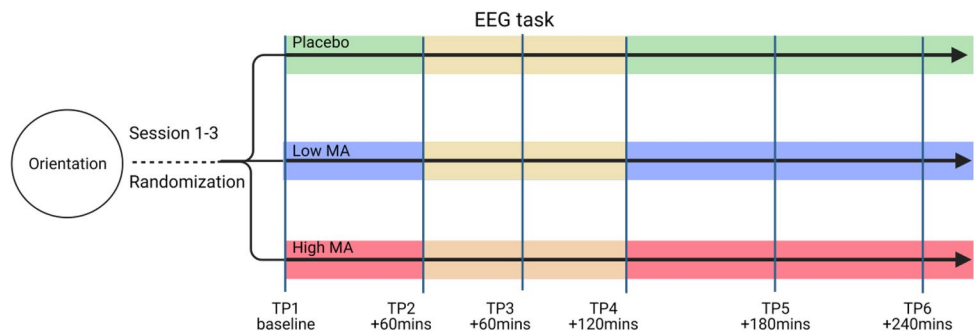 EEG task
Placebo
Session 1-3
Orientation
Randomization
Low MA
High MA
TP1
baseline
TP2
+60mins
TP3
+60mins
TP4
+120mins
TP5
+180mins
TP6
+240mins